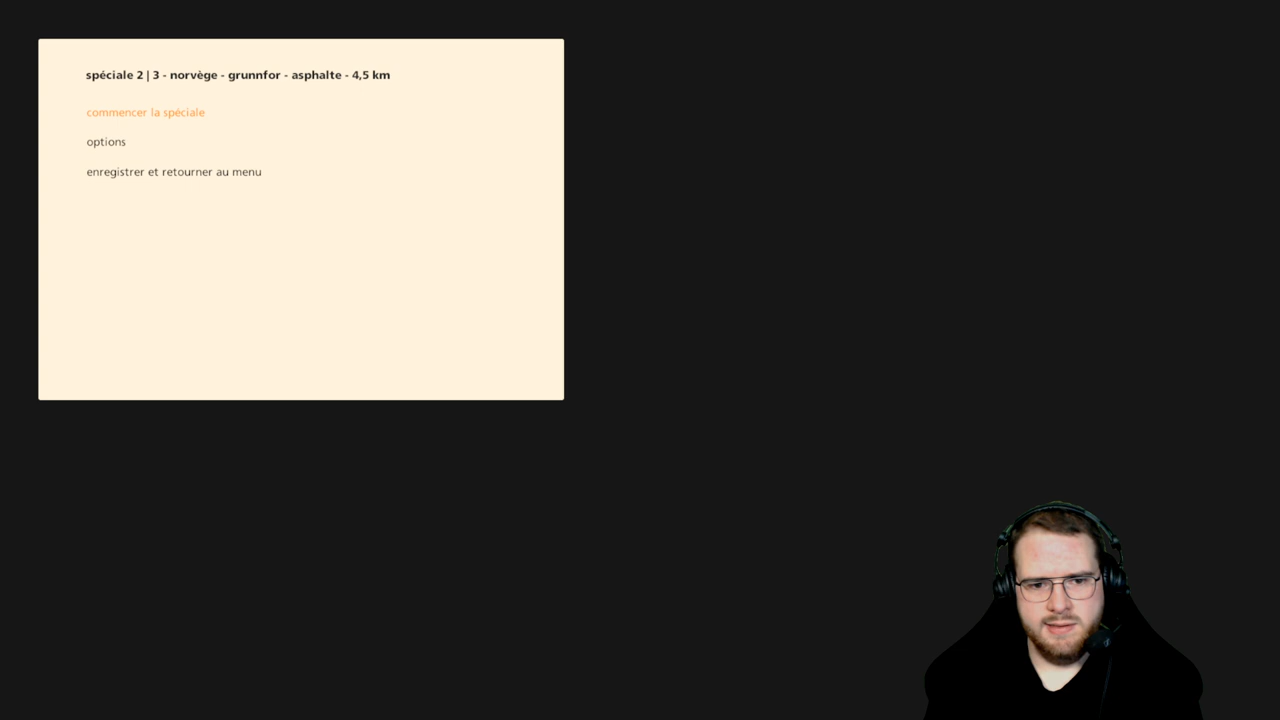 spéciale 2 | 3 - norvège - grunnfor - asphalte - 4,5 km
commencer la spéciale
options
enregistrer et retourner au menu